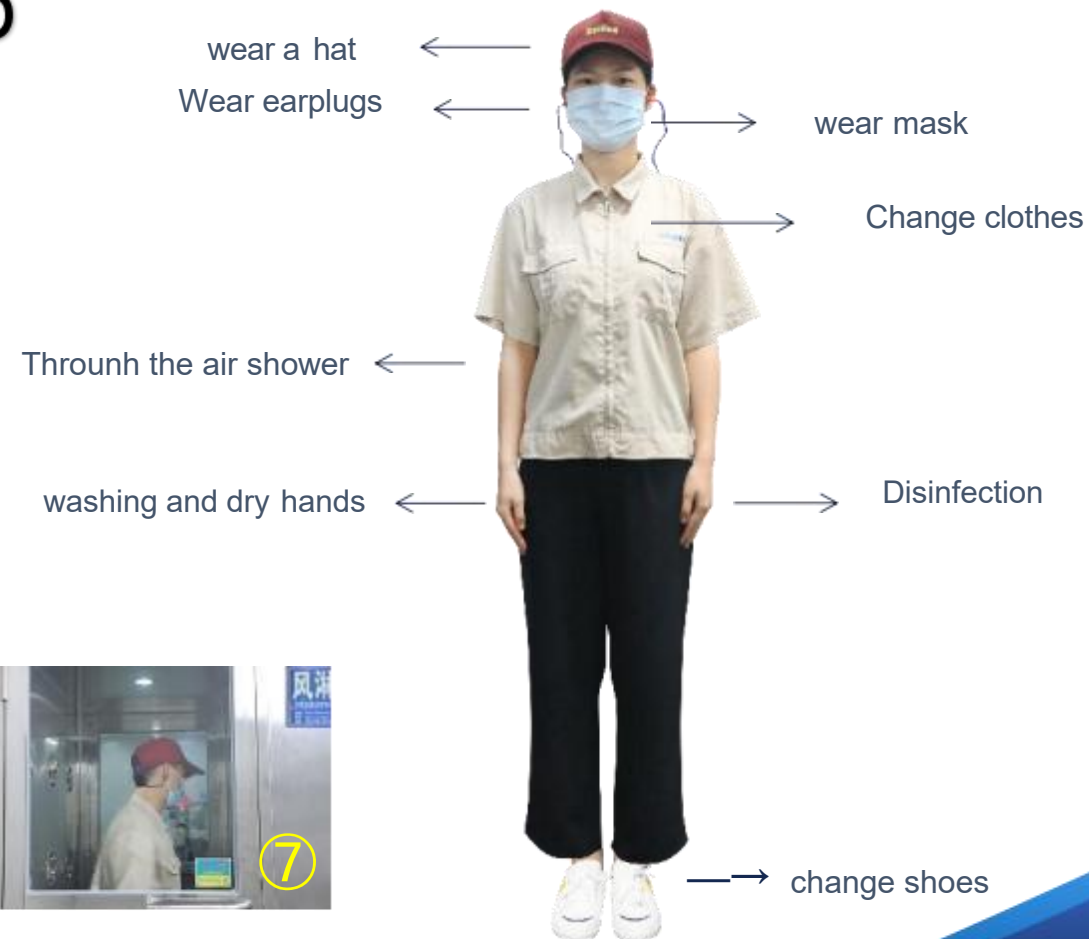 wear a hat
Wear earplugs
wear mask
Change clothes
Throunh the air shower
washing and dry hands
Disinfection
风淋
⑦
change shoes